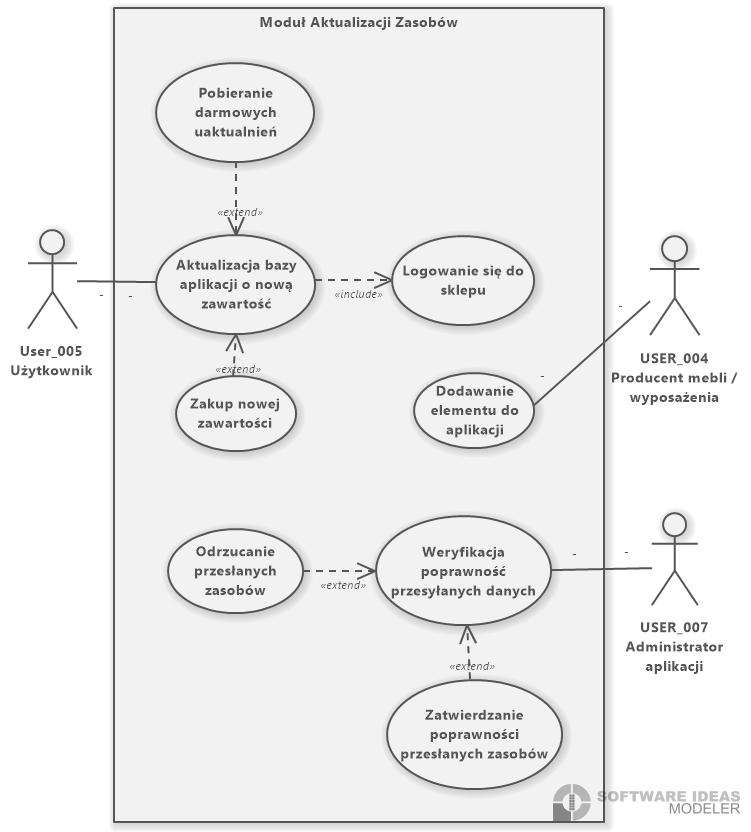 Moduł Aktualizacji Zasobów
Pobieranie
darmowych
uaktualnień
«extend»
Aktualizacja bazy
aplikacji o nową
zawartość
«include»
Logowanie się do
sklepu
-
-
User_005
Użytkownik
«extend»
Zakup nowej
zawartości
Dodawanie
elementu do
aplikacji
-
-
USER_004
Producent mebli /
wyposażenia
Odrzucanie
przesłanych
zasobów
«extend»
Weryfikacja
poprawność
przesyłanych danych
-
-
USER_007
Administrator
aplikacji
«extend»
Zatwierdzanie
poprawności
przesłanych zasobów
SOFTWARE IDEAS
MODELER